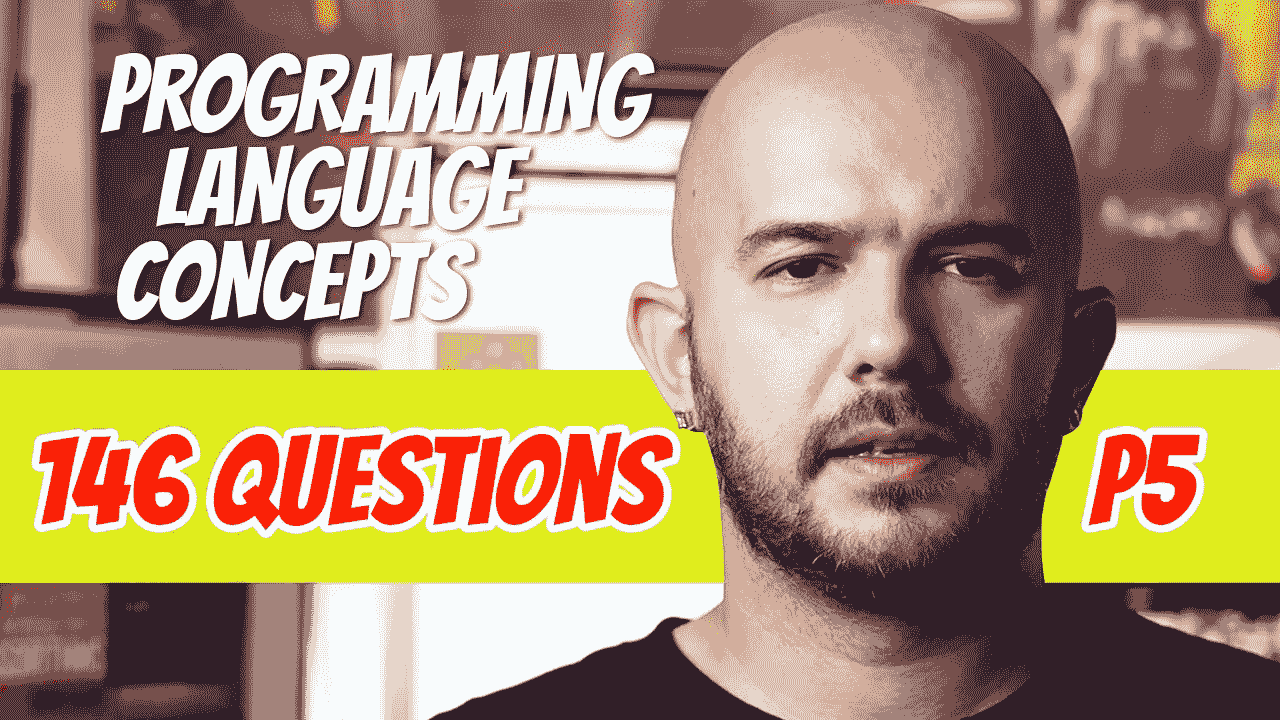 PROGRAMMING
LANGUAGE
CONCEPTS
146 QUESTIONS
P5